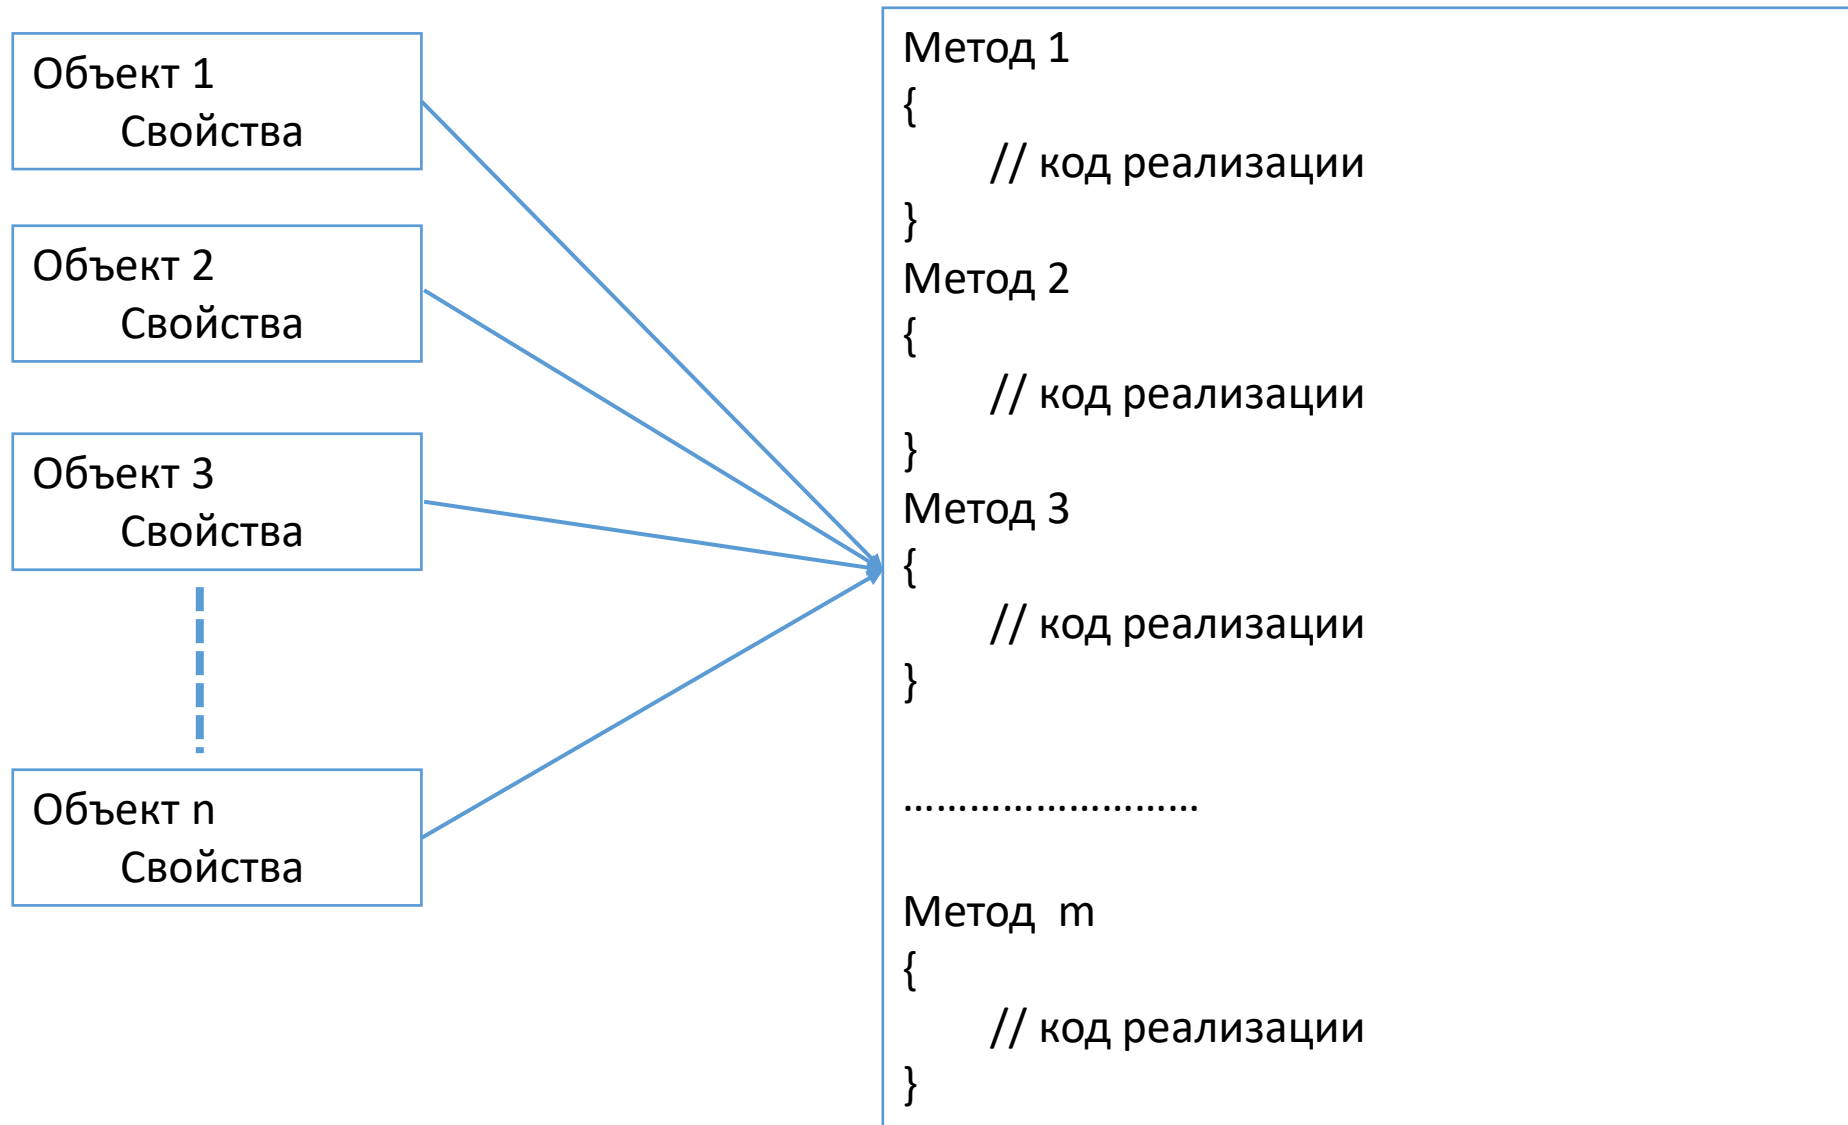 Объект 1
Свойства
Объект 2
Свойства
Объект 3
Свойства
Объект n
Свойства
Метод 1
{
// код реализации
}
Метод 2
{
// код реализации
}
Метод 3
{
// код реализации
}
………………………
Метод  m
{
// код реализации
}